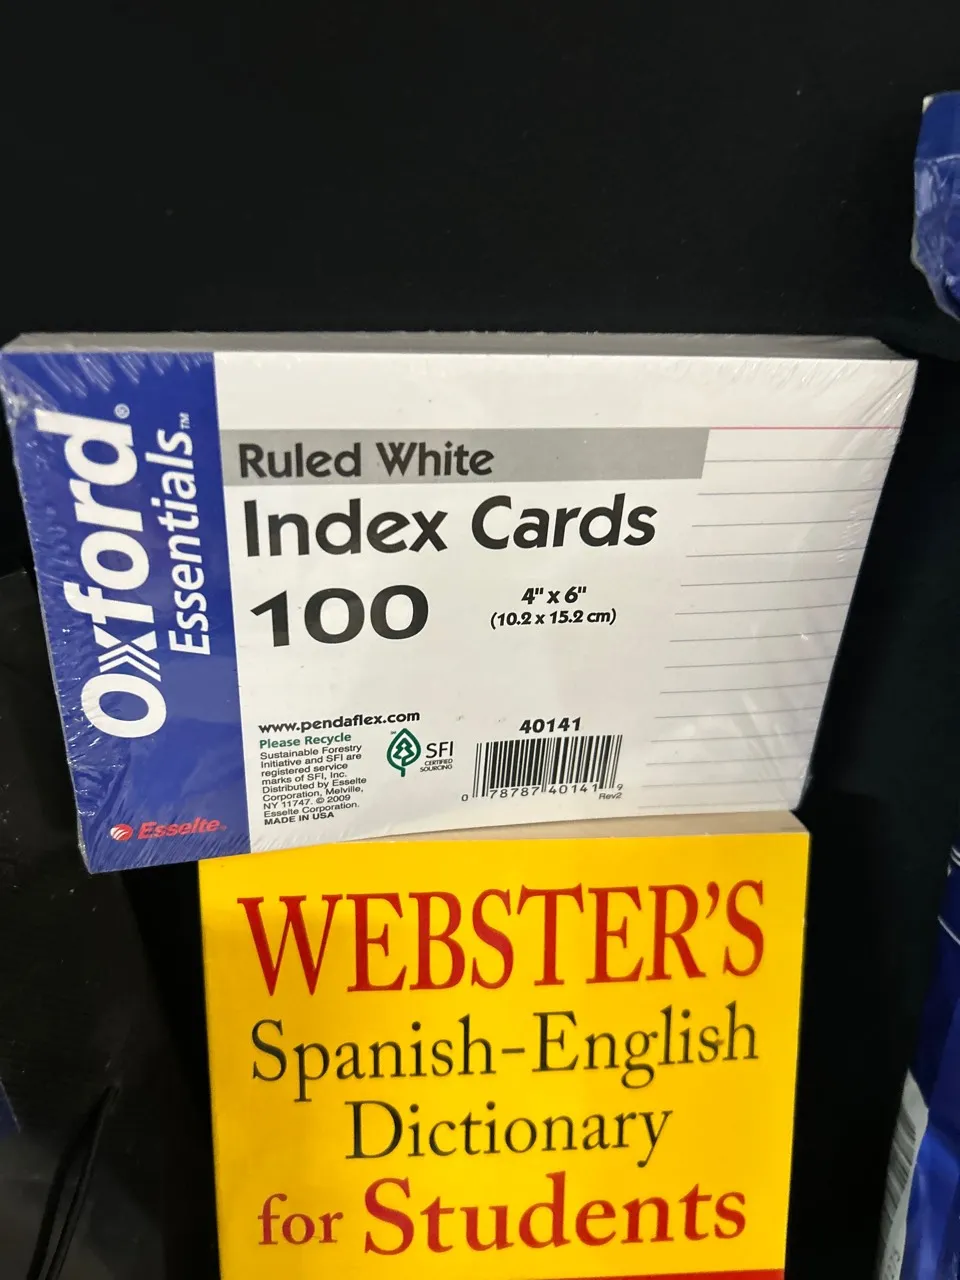 Oxford®
Essentials™
Ruled White
Index Cards
100
4" x 6"
(10.2 x 15.2 cm)
www.pendaflex.com
Please Recycle
Sustainable Forestry
Initiative and SFI are
registered service
marks of SFI, Inc.
Distributed by Esselte
Corporation, Melville,
NY 11747. © 2009
Esselte Corporation.
MADE IN USA
SFI
CERTIFIED
SOURCING
40141
0 78787 40141 9
Rev2
Esselte
WEBSTER'S
Spanish-English
Dictionary
for Students